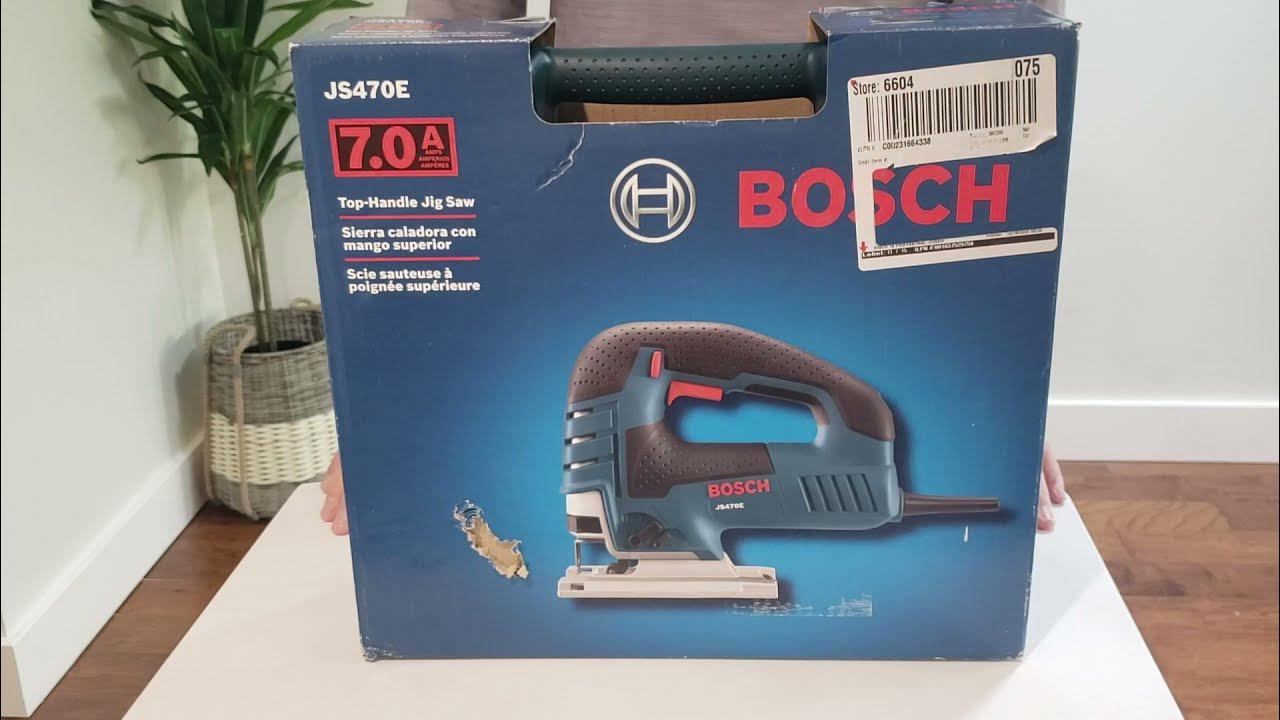 JS470E
7.0 A
AMPS
AMPERIOS
AMPÈRES
Top-Handle Jig Saw
Sierra caladora con
mango superior
Scie sauteuse à
poignée supérieure
BOSCH
Store: 6604
075
BOSCH
JS470E